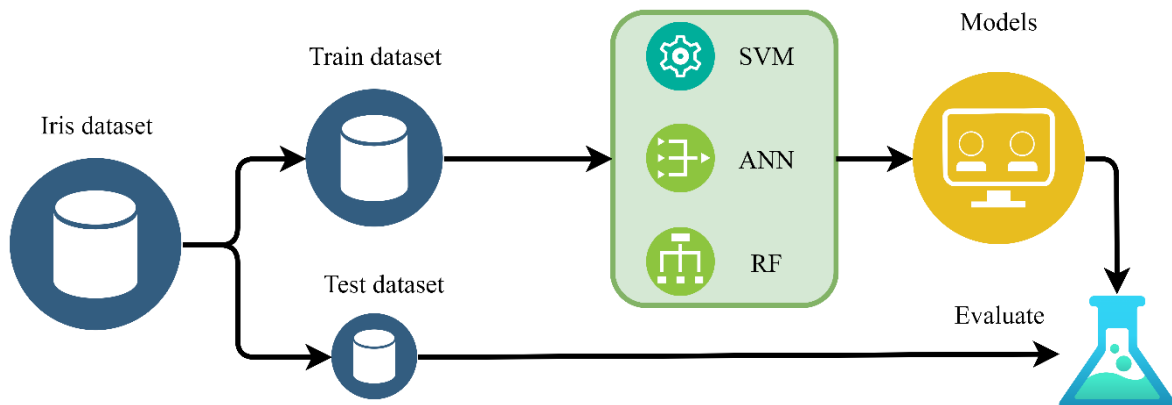 Iris dataset
Train dataset
Test dataset
SVM
ANN
RF
Models
Evaluate